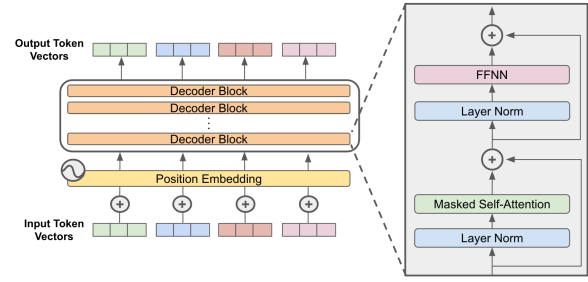 Output Token
Vectors
Decoder Block
Decoder Block
Decoder Block
Position Embedding
Input Token
Vectors
FFNN
Layer Norm
Masked Self-Attention
Layer Norm